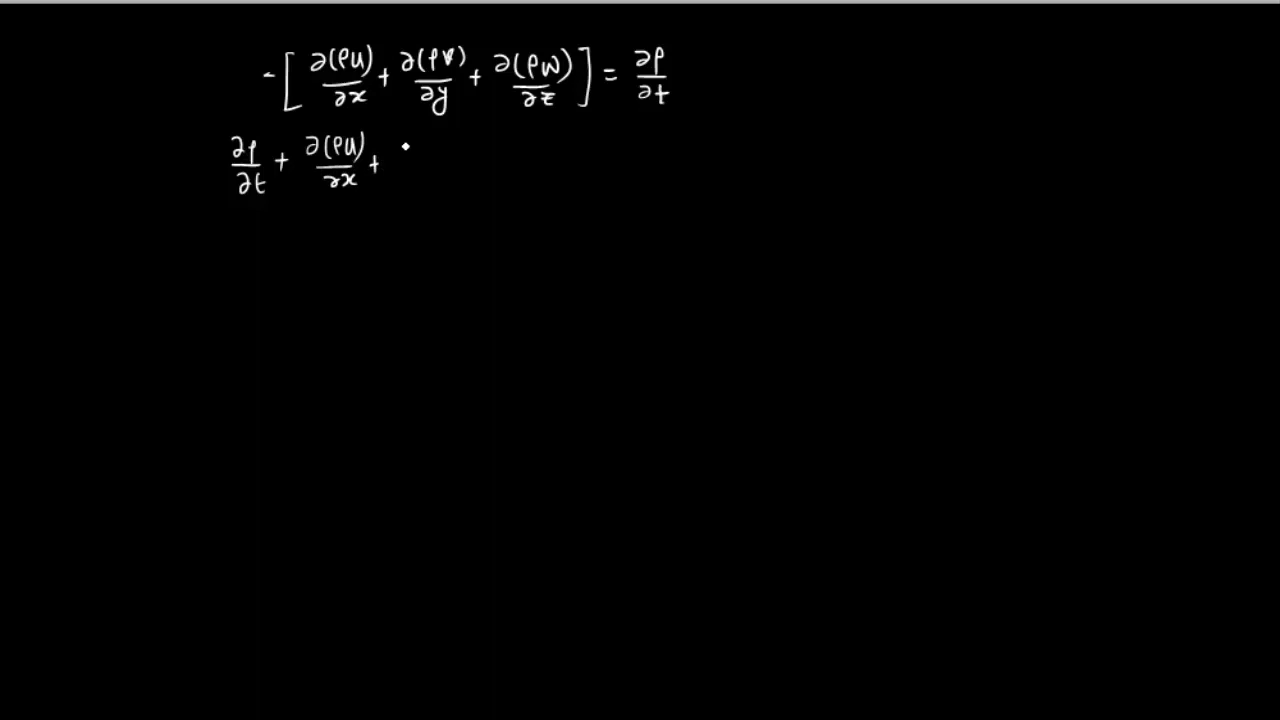 - [ ∂(ρu)/∂x + ∂(ρv)/∂y + ∂(ρw)/∂z ] = ∂ρ/∂t
∂ρ/∂t + ∂(ρu)/∂x +